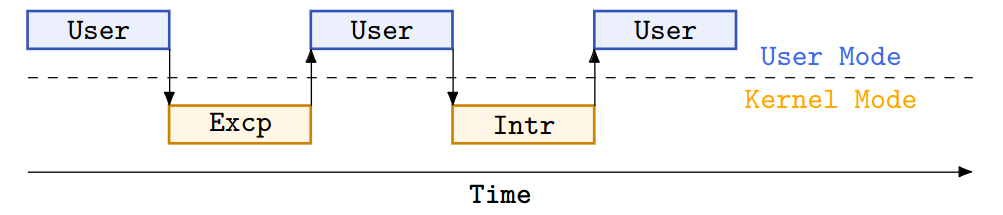 User User User
User Mode
Kernel Mode
Excp Intr
Time